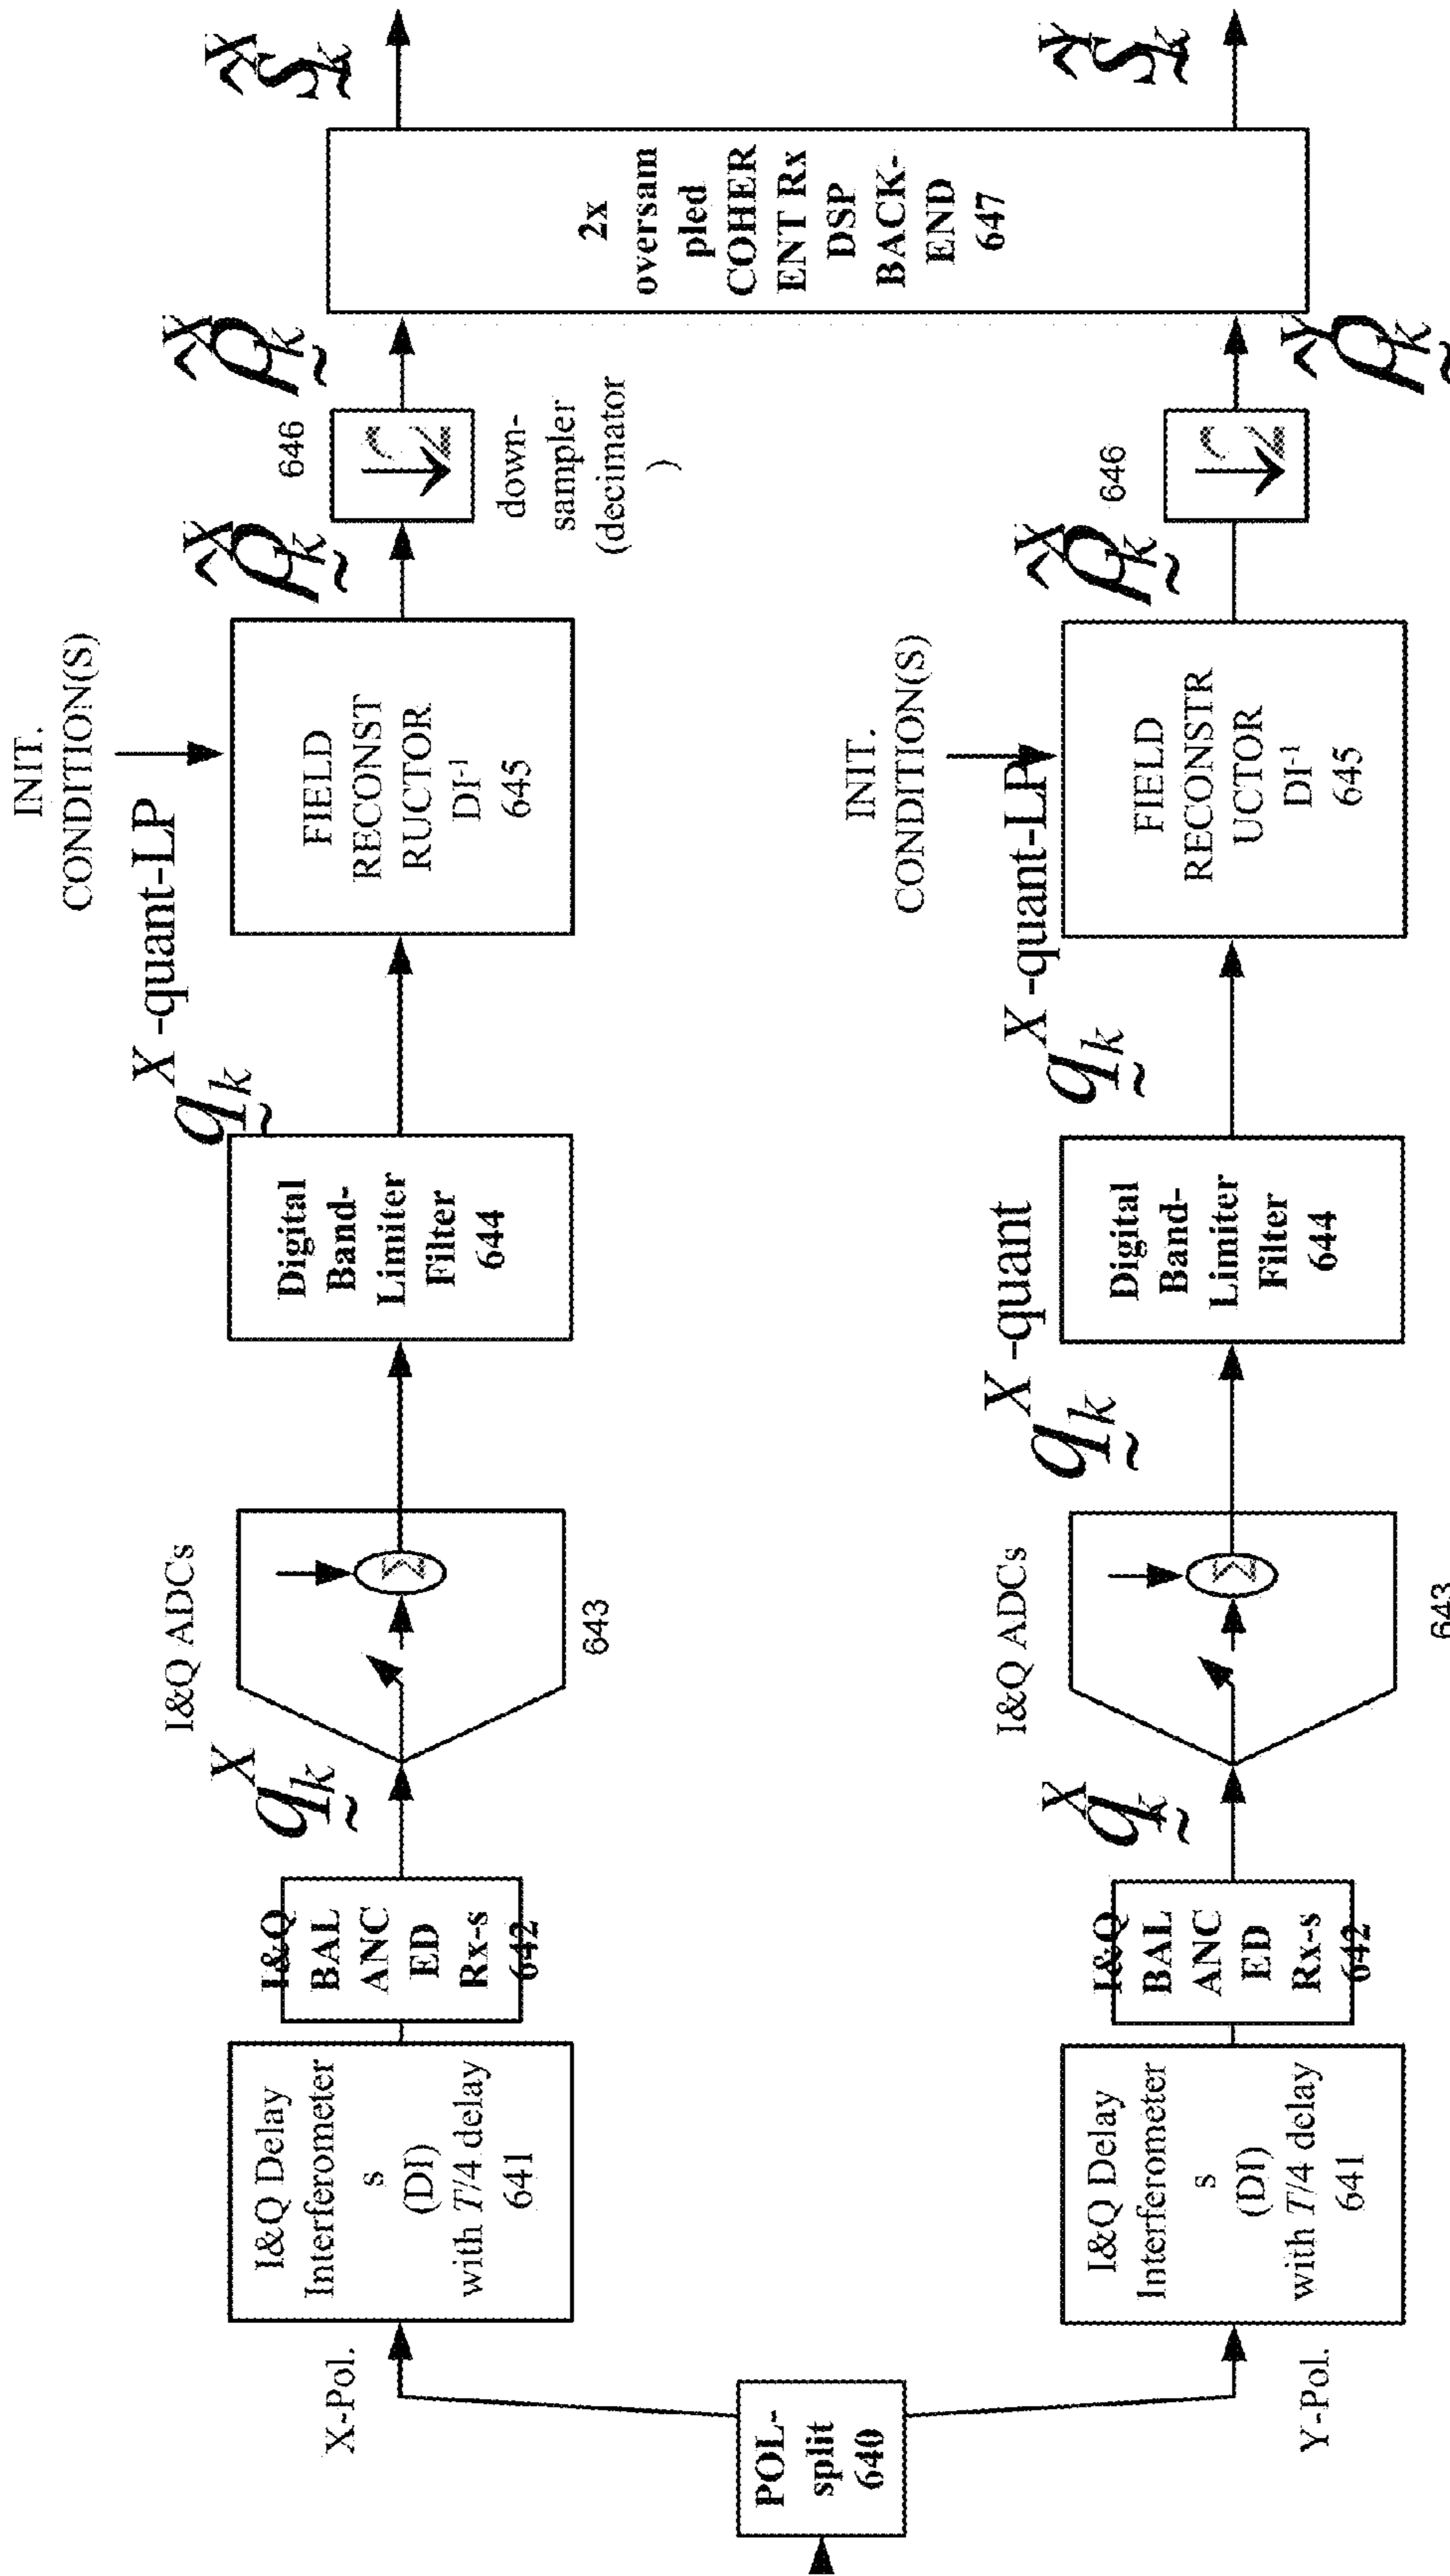 POL-
split
640
X-Pol.
I&Q Delay
Interferometer
s
(DI)
with T/4 delay
641
I&Q
BAL
ANC
ED
Rx-s
642
q̰ₖ^X
I&Q ADCs
Σ
643
Digital
Band-
Limiter
Filter
644
q̰ₖ^X -quant-LP
INIT.
CONDITION(S)
FIELD
RECONST
RUCTOR
DI⁻¹
645
ρ̰̂ₖ^X
646
↓2
down-
sampler
(decimator
)
ρ̰̂ₖ^X
2x
oversam
pled
COHER
ENT Rx
DSP
BACK-
END
647
ŝ̰ₖ^X
ŝ̰ₖ^Y
Y-Pol.
I&Q Delay
Interferometer
s
(DI)
with T/4 delay
641
I&Q
BAL
ANC
ED
Rx-s
642
q̰ₖ^X
I&Q ADCs
Σ
643
q̰ₖ^X -quant
Digital
Band-
Limiter
Filter
644
q̰ₖ^X -quant-LP
INIT.
CONDITION(S)
FIELD
RECONSTR
UCTOR
DI⁻¹
645
ρ̰̂ₖ^X
646
↓2
ρ̰̂ₖ^Y